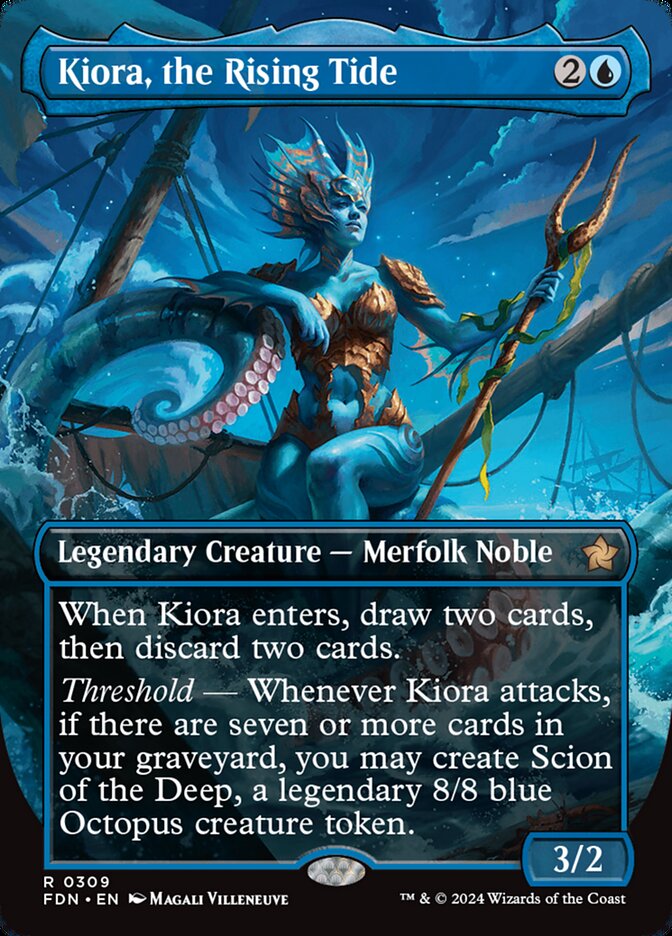 Kiora, the Rising Tide 2
Legendary Creature — Merfolk Noble
When Kiora enters, draw two cards,
then discard two cards.
Threshold — Whenever Kiora attacks,
if there are seven or more cards in
your graveyard, you may create Scion
of the Deep, a legendary 8/8 blue
Octopus creature token.
3/2
R 0309
FDN • EN Magali Villeneuve ™ & © 2024 Wizards of the Coast